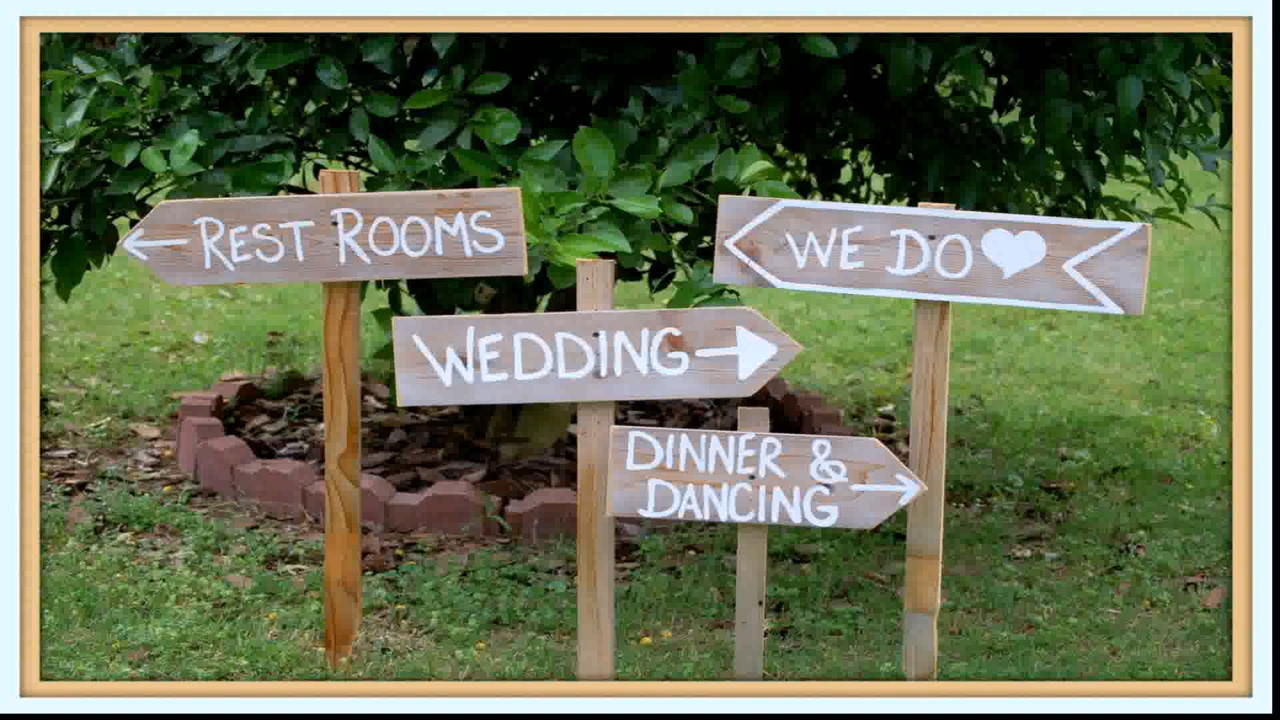 REST ROOMS
WE DO
WEDDING
DINNER &
DANCING